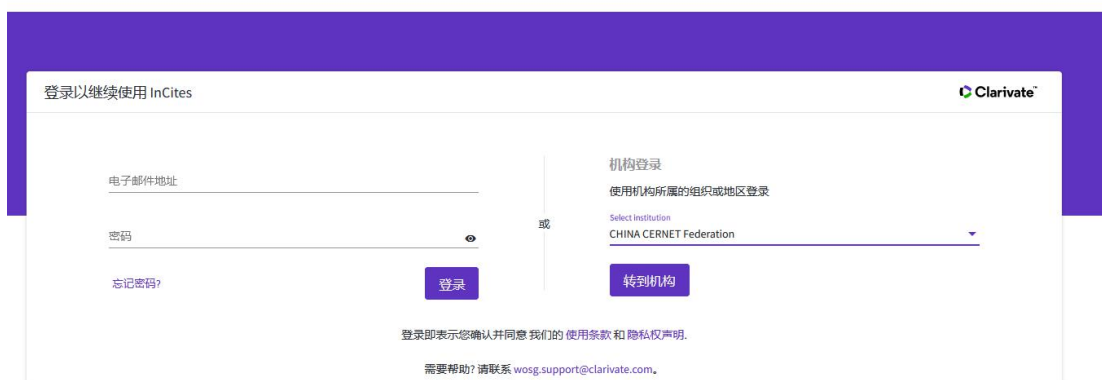 登录以继续使用 InCites
Clarivate™
电子邮件地址
密码
忘记密码?
登录
或
机构登录
使用机构所属的组织或地区登录
Select institution
CHINA CERNET Federation
转到机构
登录即表示您确认并同意 我们的 使用条款 和 隐私权声明.
需要帮助? 请联系 wosg.support@clarivate.com。